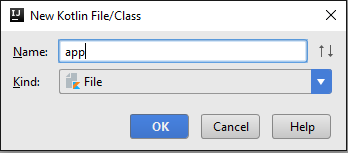 New Kotlin File/Class
Name: app
Kind: File
OK Cancel Help